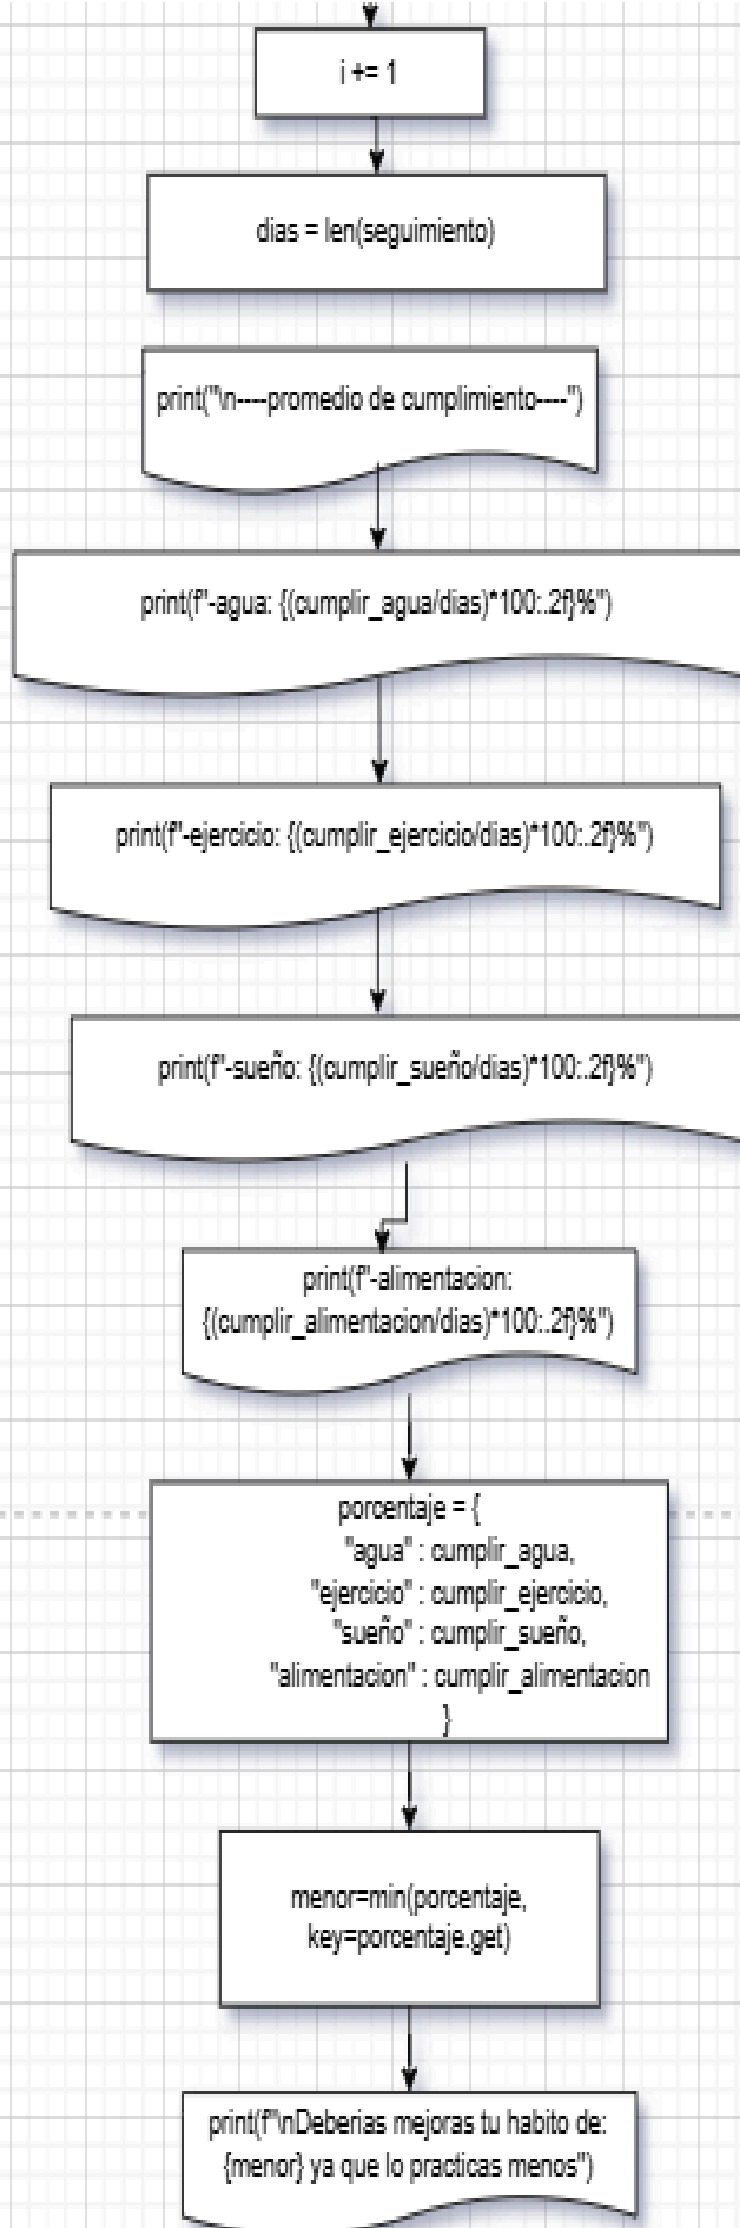 i += 1
dias = len(seguimiento)
print("\n----promedio de cumplimiento----")
print(f"-agua: {(cumplir_agua/dias)*100:.2f}%")
print(f"-ejercicio: {(cumplir_ejercicio/dias)*100:.2f}%")
print(f"-sueño: {(cumplir_sueño/dias)*100:.2f}%")
print(f"-alimentacion:
{(cumplir_alimentacion/dias)*100:.2f}%")
porcentaje = {
"agua" : cumplir_agua,
"ejercicio" : cumplir_ejercicio,
"sueño" : cumplir_sueño,
"alimentacion" : cumplir_alimentacion
}
menor=min(porcentaje,
key=porcentaje.get)
print(f"\nDeberias mejoras tu habito de:
{menor} ya que lo practicas menos")